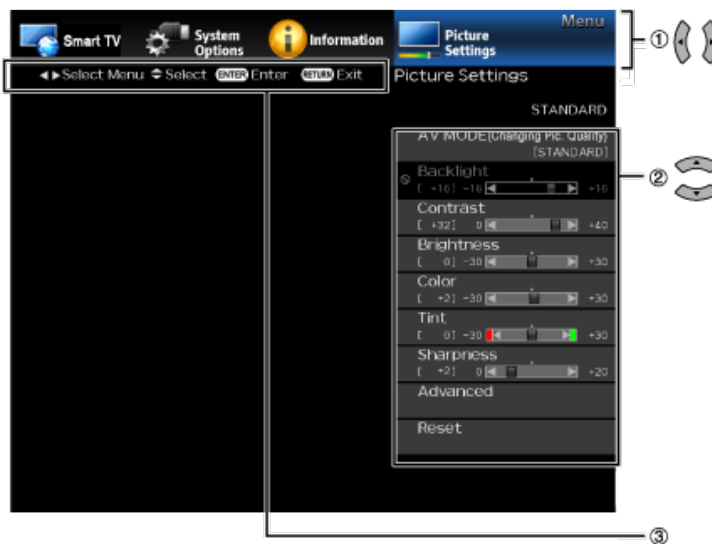 Menu
Smart TV
System
Options
Information
Picture
Settings
①
Select Menu Select ENTER Enter RETURN Exit
Picture Settings
STANDARD
AV MODE(Changing Pic. Quality)
[STANDARD]
②
Backlight
[ +16] -16 +16
Contrast
[ +32] 0 +40
Brightness
[ 0] -30 +30
Color
[ +2] -30 +30
Tint
[ 0] -30 +30
Sharpness
[ +2] 0 +20
Advanced
Reset
③